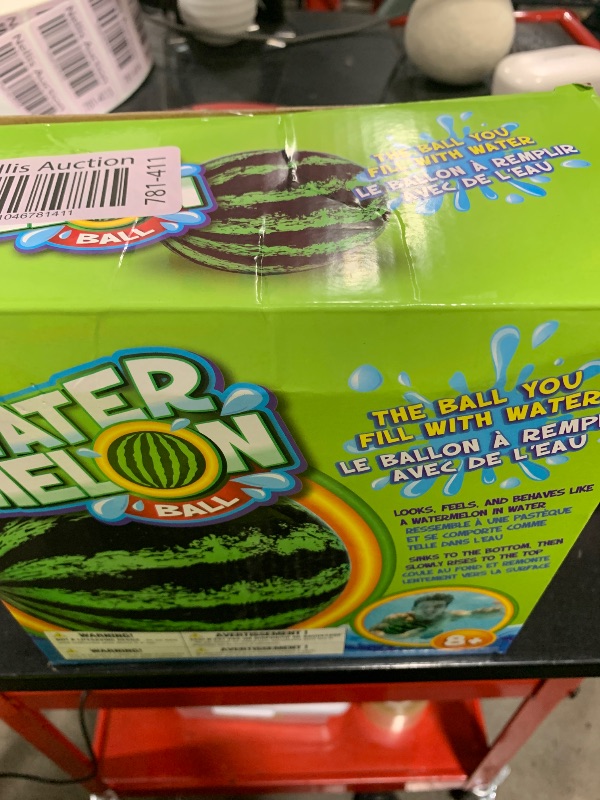 llis Auction
1046781411
781-411
BALL
THE BALL YOU
FILL WITH WATER
LE BALLON À REMPLIR
AVEC DE L'EAU
ATER
MELON
BALL
THE BALL YOU
FILL WITH WATER
LE BALLON À REMPL
AVEC DE L'EAU
LOOKS, FEELS, AND BEHAVES LIKE
A WATERMELON IN WATER
RESSEMBLE À UNE PASTÈQUE
ET SE COMPORTE COMME
TELLE DANS L'EAU
SINKS TO THE BOTTOM, THEN
SLOWLY RISES TO THE TOP
COULE AU FOND ET REMONTE
LENTEMENT VERS LA SURFACE
8+
WARNING:
AVERTISSEMENT :
WARNING:
AVERTISSEMENT :